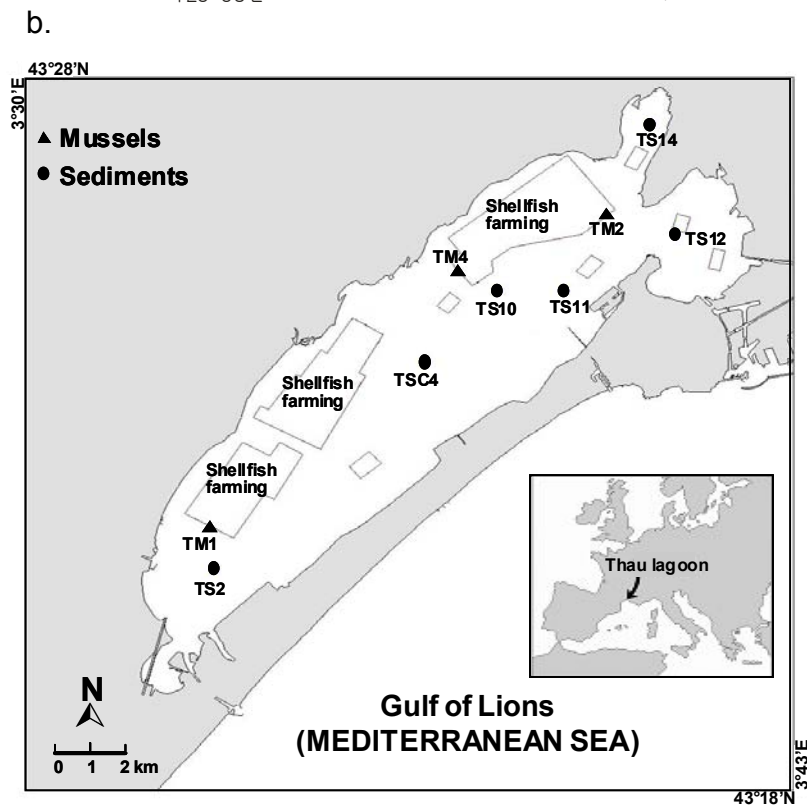 b.
43°28'N
3°30'E
Mussels
Sediments
TS14
Shellfish
farming
TM2
TS12
TM4
TS10
TS11
TSC4
Shellfish
farming
Shellfish
farming
TM1
TS2
Thau lagoon
N
0 1 2 km
Gulf of Lions
(MEDITERRANEAN SEA)
3°43'E
43°18'N